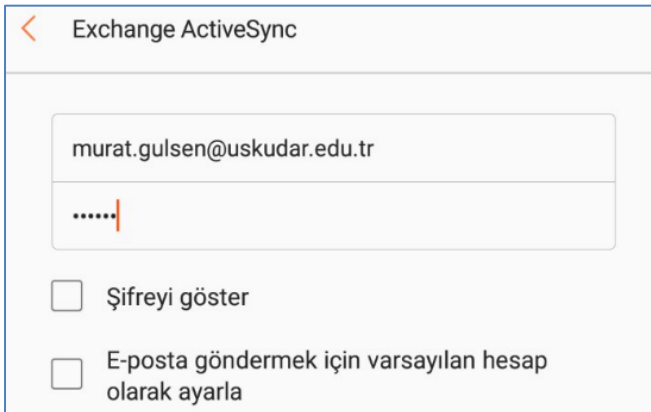 Exchange ActiveSync
murat.gulsen@uskudar.edu.tr
••••••
Şifreyi göster
E-posta göndermek için varsayılan hesap
olarak ayarla